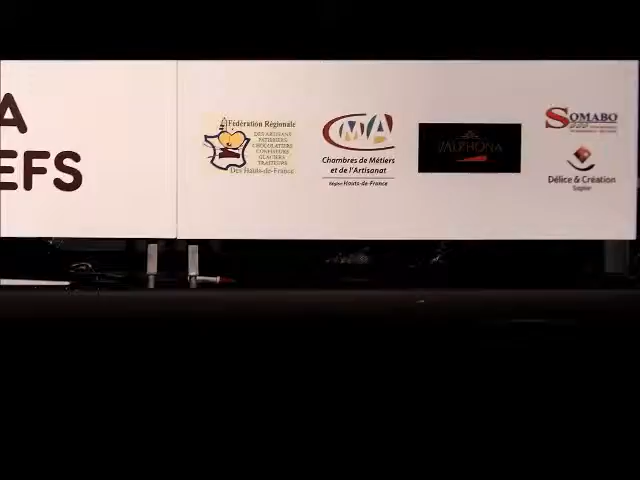 A
EFS
Fédération Régionale
DES ARTISANS
PATISSIERS
CHOCOLATIERS
CONFISEURS
GLACIERS
TRAITEURS
Des Hauts-de-France
CMA
Chambres de Métiers
et de l'Artisanat
Région Hauts-de-France
VALRHONA
SOMABO
Délice & Création